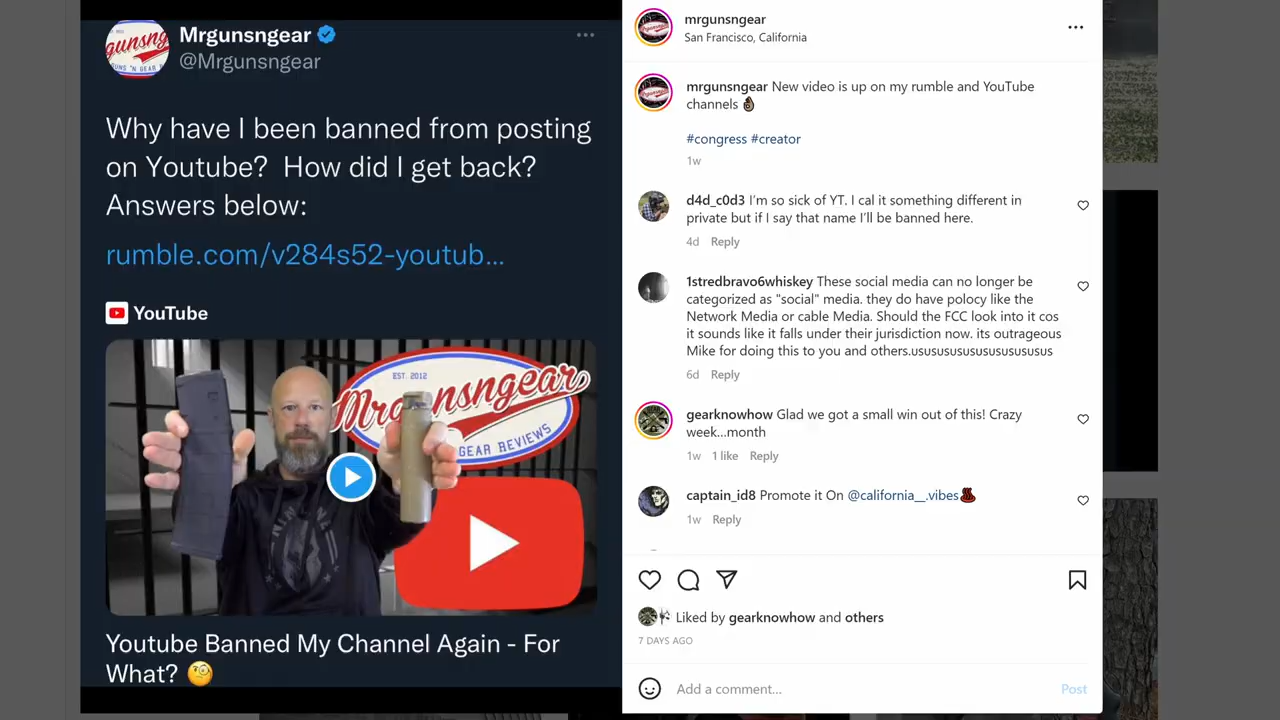 Mrgunsngear
@Mrgunsngear
Why have I been banned from posting
on Youtube?  How did I get back?
Answers below:
rumble.com/v284s52-youtub...
YouTube
EST. 2012
Mrgunsngear
GEAR REVIEWS
Youtube Banned My Channel Again - For
What? 🧐
mrgunsngear
San Francisco, California
mrgunsngear New video is up on my rumble and YouTube
channels 👌🏿
#congress #creator
1w
d4d_c0d3 I'm so sick of YT. I cal it something different in
private but if I say that name I'll be banned here.
4d Reply
1stredbravo6whiskey These social media can no longer be
categorized as "social" media. they do have polocy like the
Network Media or cable Media. Should the FCC look into it cos
it sounds like it falls under their jurisdiction now. its outrageous
Mike for doing this to you and others.usususususususususus
6d Reply
gearknowhow Glad we got a small win out of this! Crazy
week...month
1w 1 like Reply
captain_id8 Promote it On @california__.vibes
1w Reply
Liked by gearknowhow and others
7 DAYS AGO
Add a comment...
Post